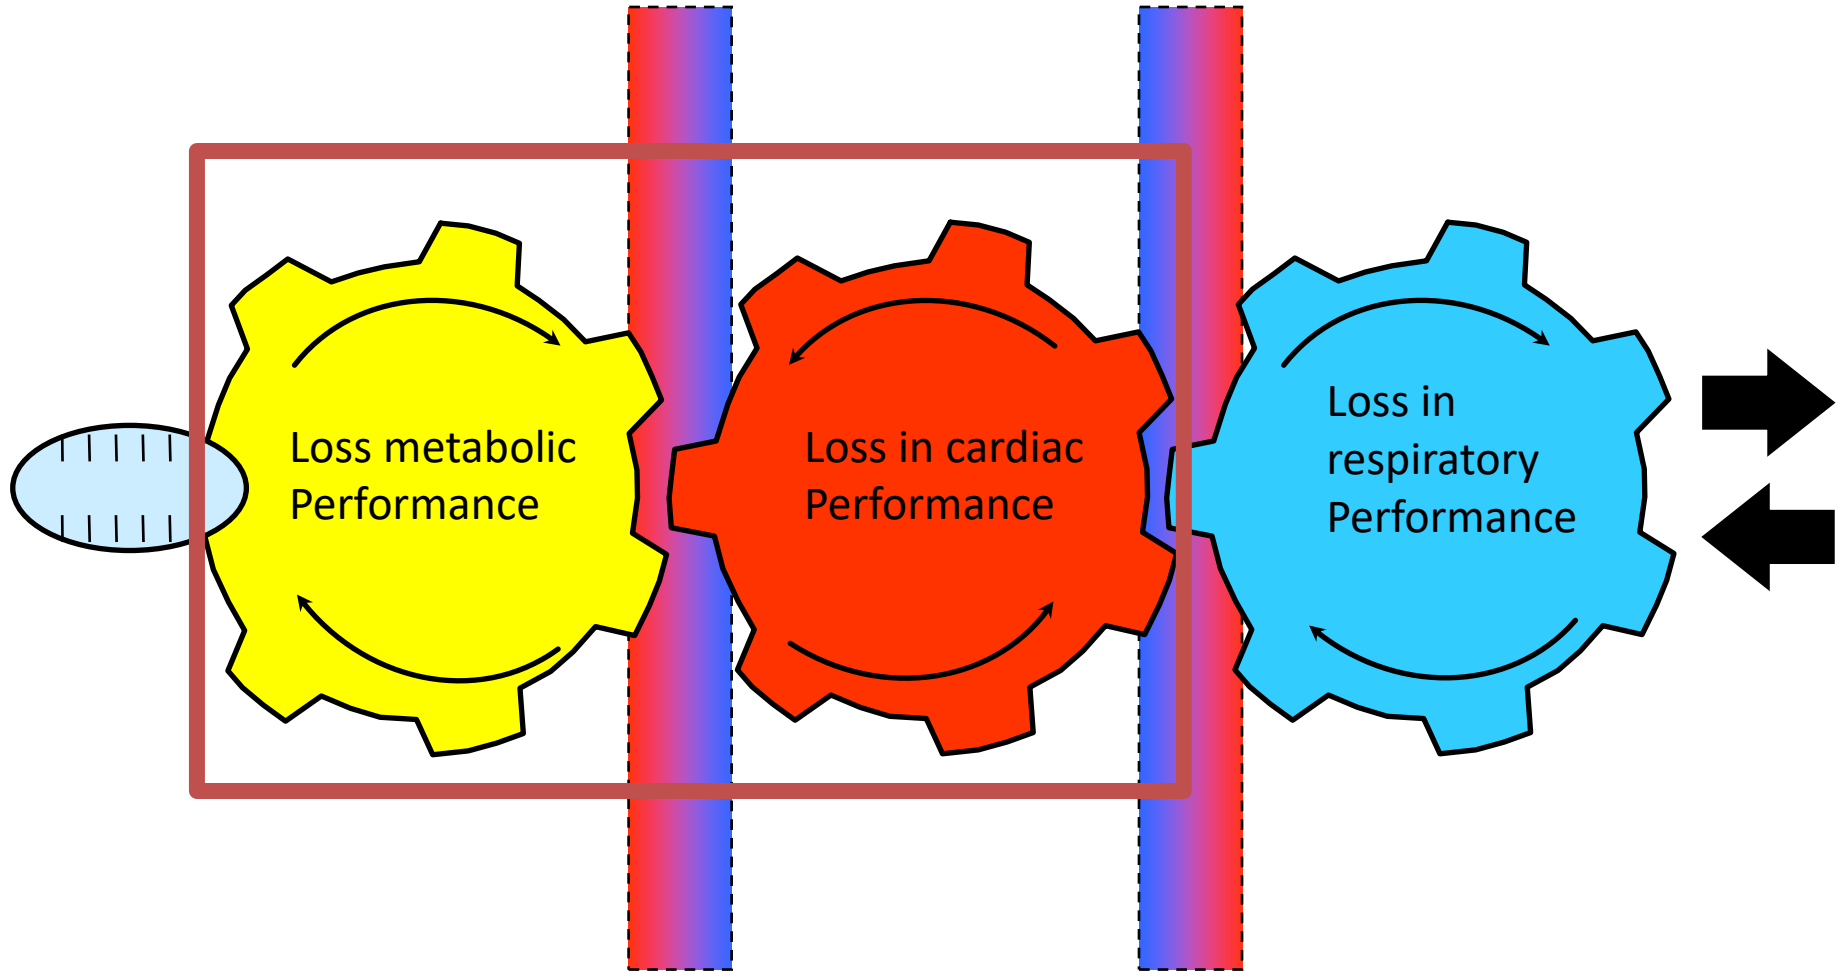 Loss metabolic
Performance
Loss in cardiac
Performance
Loss in
respiratory
Performance